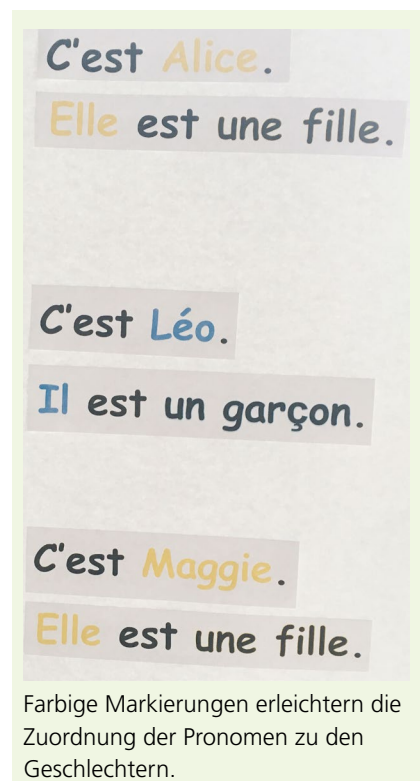 C'est Alice.
Elle est une fille.
C'est Léo.
Il est un garçon.
C'est Maggie.
Elle est une fille.
Farbige Markierungen erleichtern die
Zuordnung der Pronomen zu den
Geschlechtern.